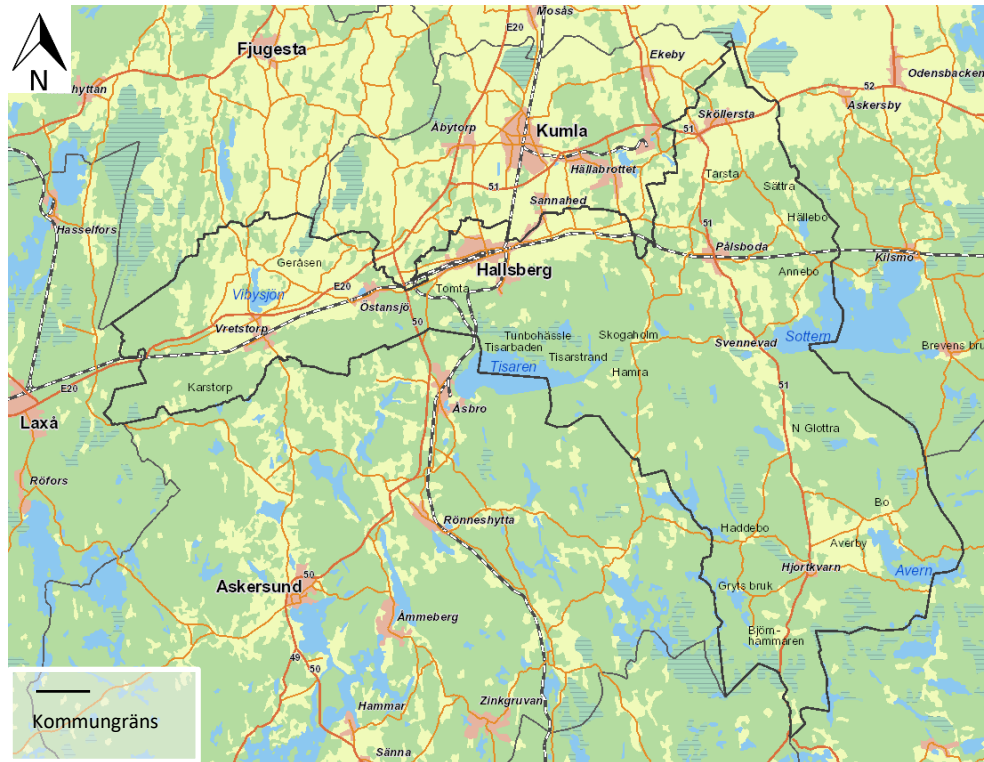 Mosås
E20
Fjugesta
Ekeby
N
hyttan
Odensbacken
52
Askersby
Sköllersta
51
Åbytorp
Kumla
Hällabrottet
51
Tarsta
Sättra
Sannahed
Hällebo
51
Hasselfors
Pålsboda
Kilsmo
Geråsen
Hallsberg
Annebo
E20
Tomta
Vibysjön
Östansjö
50
Vretstorp
Tunbohässle
Skogaholm
Sottern
Tisarbaden
Svennevad
Brevens bru
Tisarstrand
Tisaren
Hamra
E20
Karstorp
51
Åsbro
Laxå
N Glottra
Röfors
Bo
Rönneshytta
Haddebo
Averby
Hjortkvarn
Avern
50
Askersund
Gryts bruk
Åmmeberg
Björn-
hammaren
49
50
Zinkgruvan
Hammar
Kommungräns
Sänna